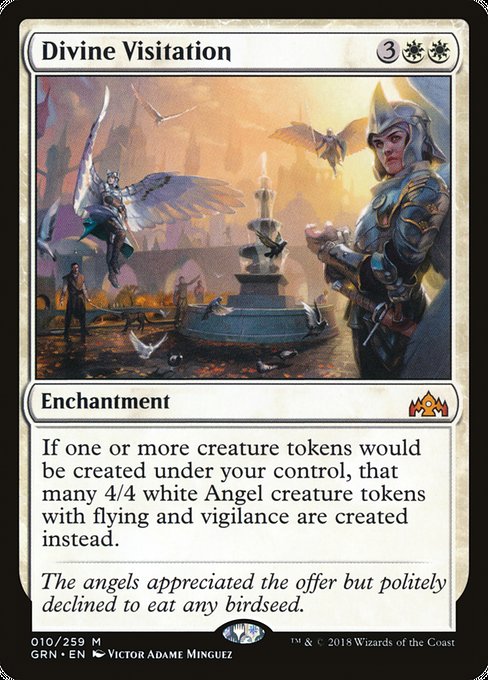 Divine Visitation 3
Enchantment
If one or more creature tokens would
be created under your control, that
many 4/4 white Angel creature tokens
with flying and vigilance are created
instead.
The angels appreciated the offer but politely
declined to eat any birdseed.
010/259 M
GRN • EN Victor Adame Minguez
™ & © 2018 Wizards of the Coast